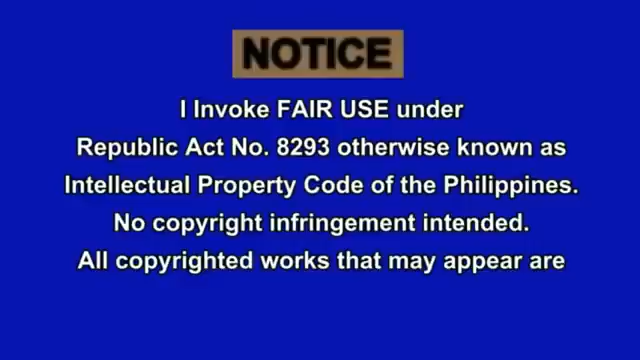 NOTICE
I Invoke FAIR USE under
Republic Act No. 8293 otherwise known as
Intellectual Property Code of the Philippines.
No copyright infringement intended.
All copyrighted works that may appear are